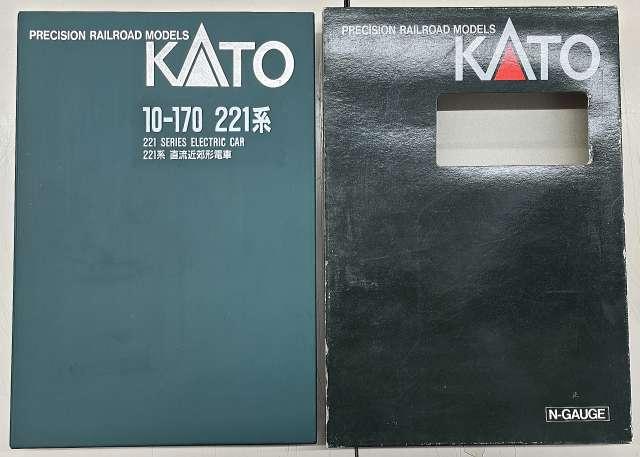 PRECISION RAILROAD MODELS
KATO
10-170 221系
221 SERIES ELECTRIC CAR
221系 直流近郊形電車
PRECISION RAILROAD MODELS
KATO
N-GAUGE